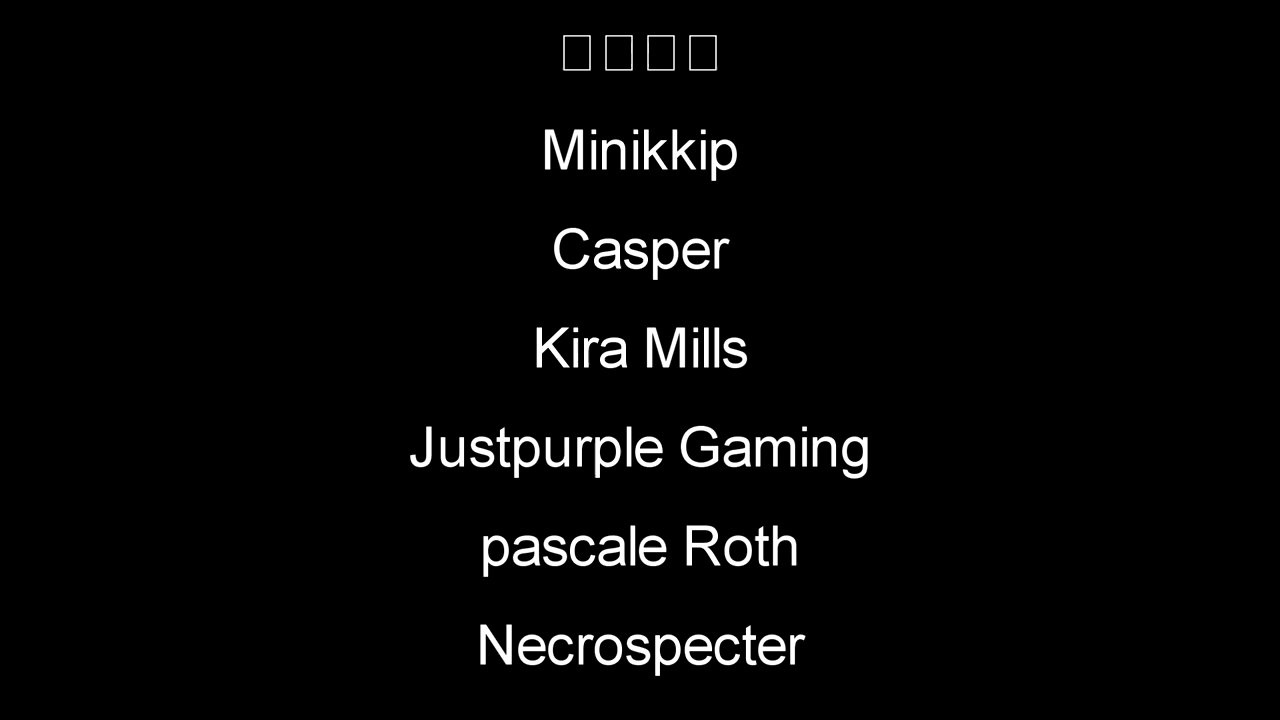 Minikkip
Casper
Kira Mills
Justpurple Gaming
pascale Roth
Necrospecter